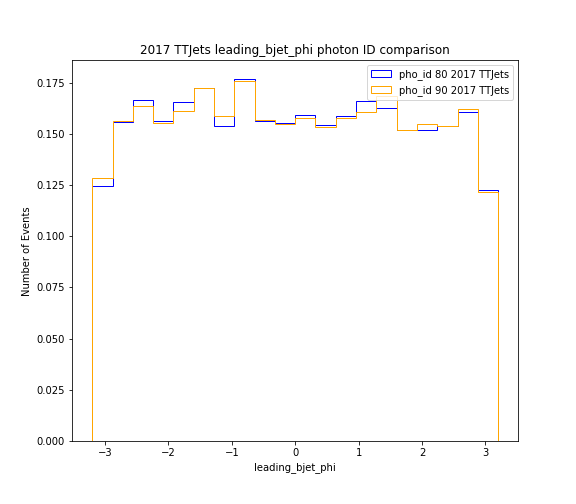 2017 TTJets leading_bjet_phi photon ID comparison
pho_id 80 2017 TTJets
pho_id 90 2017 TTJets
Number of Events
0.175
0.150
0.125
0.100
0.075
0.050
0.025
0.000
−3 −2 −1 0 1 2 3
leading_bjet_phi